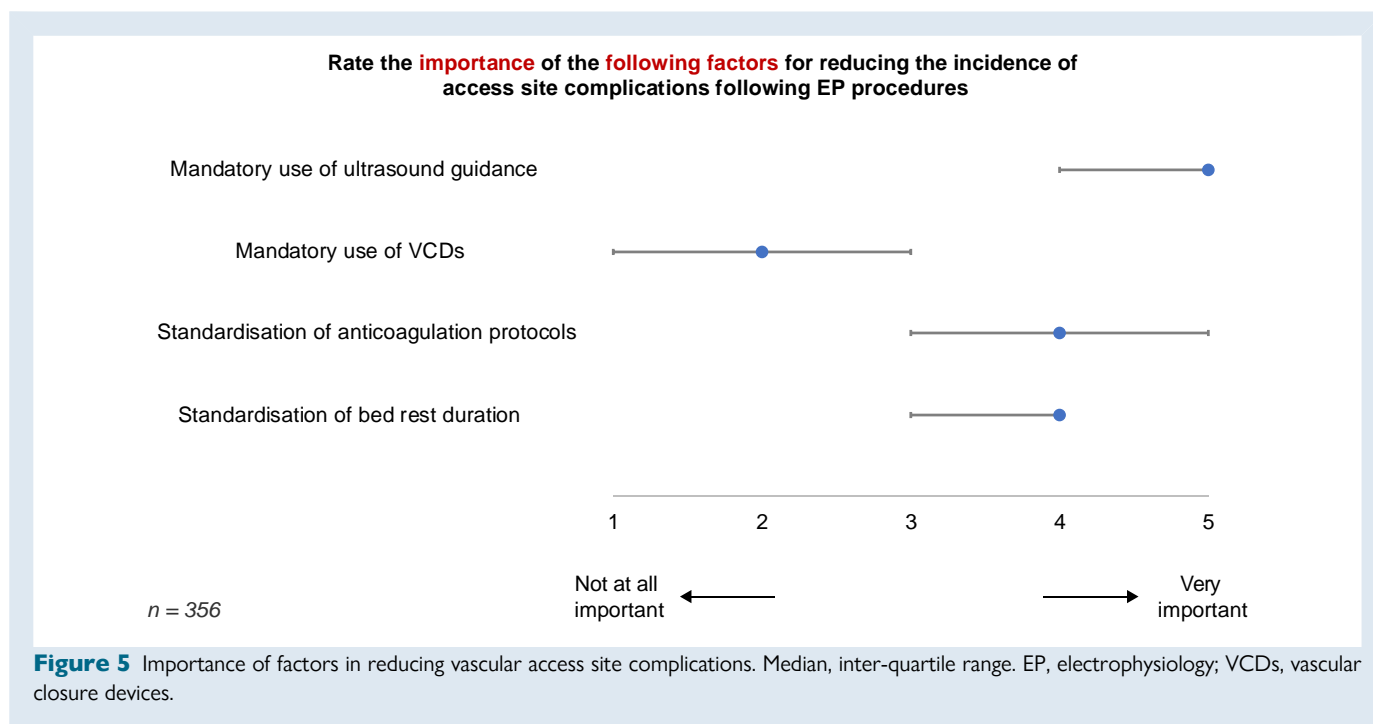 Rate the importance of the following factors for reducing the incidence of
access site complications following EP procedures
Mandatory use of ultrasound guidance
Mandatory use of VCDs
Standardisation of anticoagulation protocols
Standardisation of bed rest duration
1 2 3 4 5
Not at all
important
Very
important
n = 356
Figure 5 Importance of factors in reducing vascular access site complications. Median, inter-quartile range. EP, electrophysiology; VCDs, vascular
closure devices.